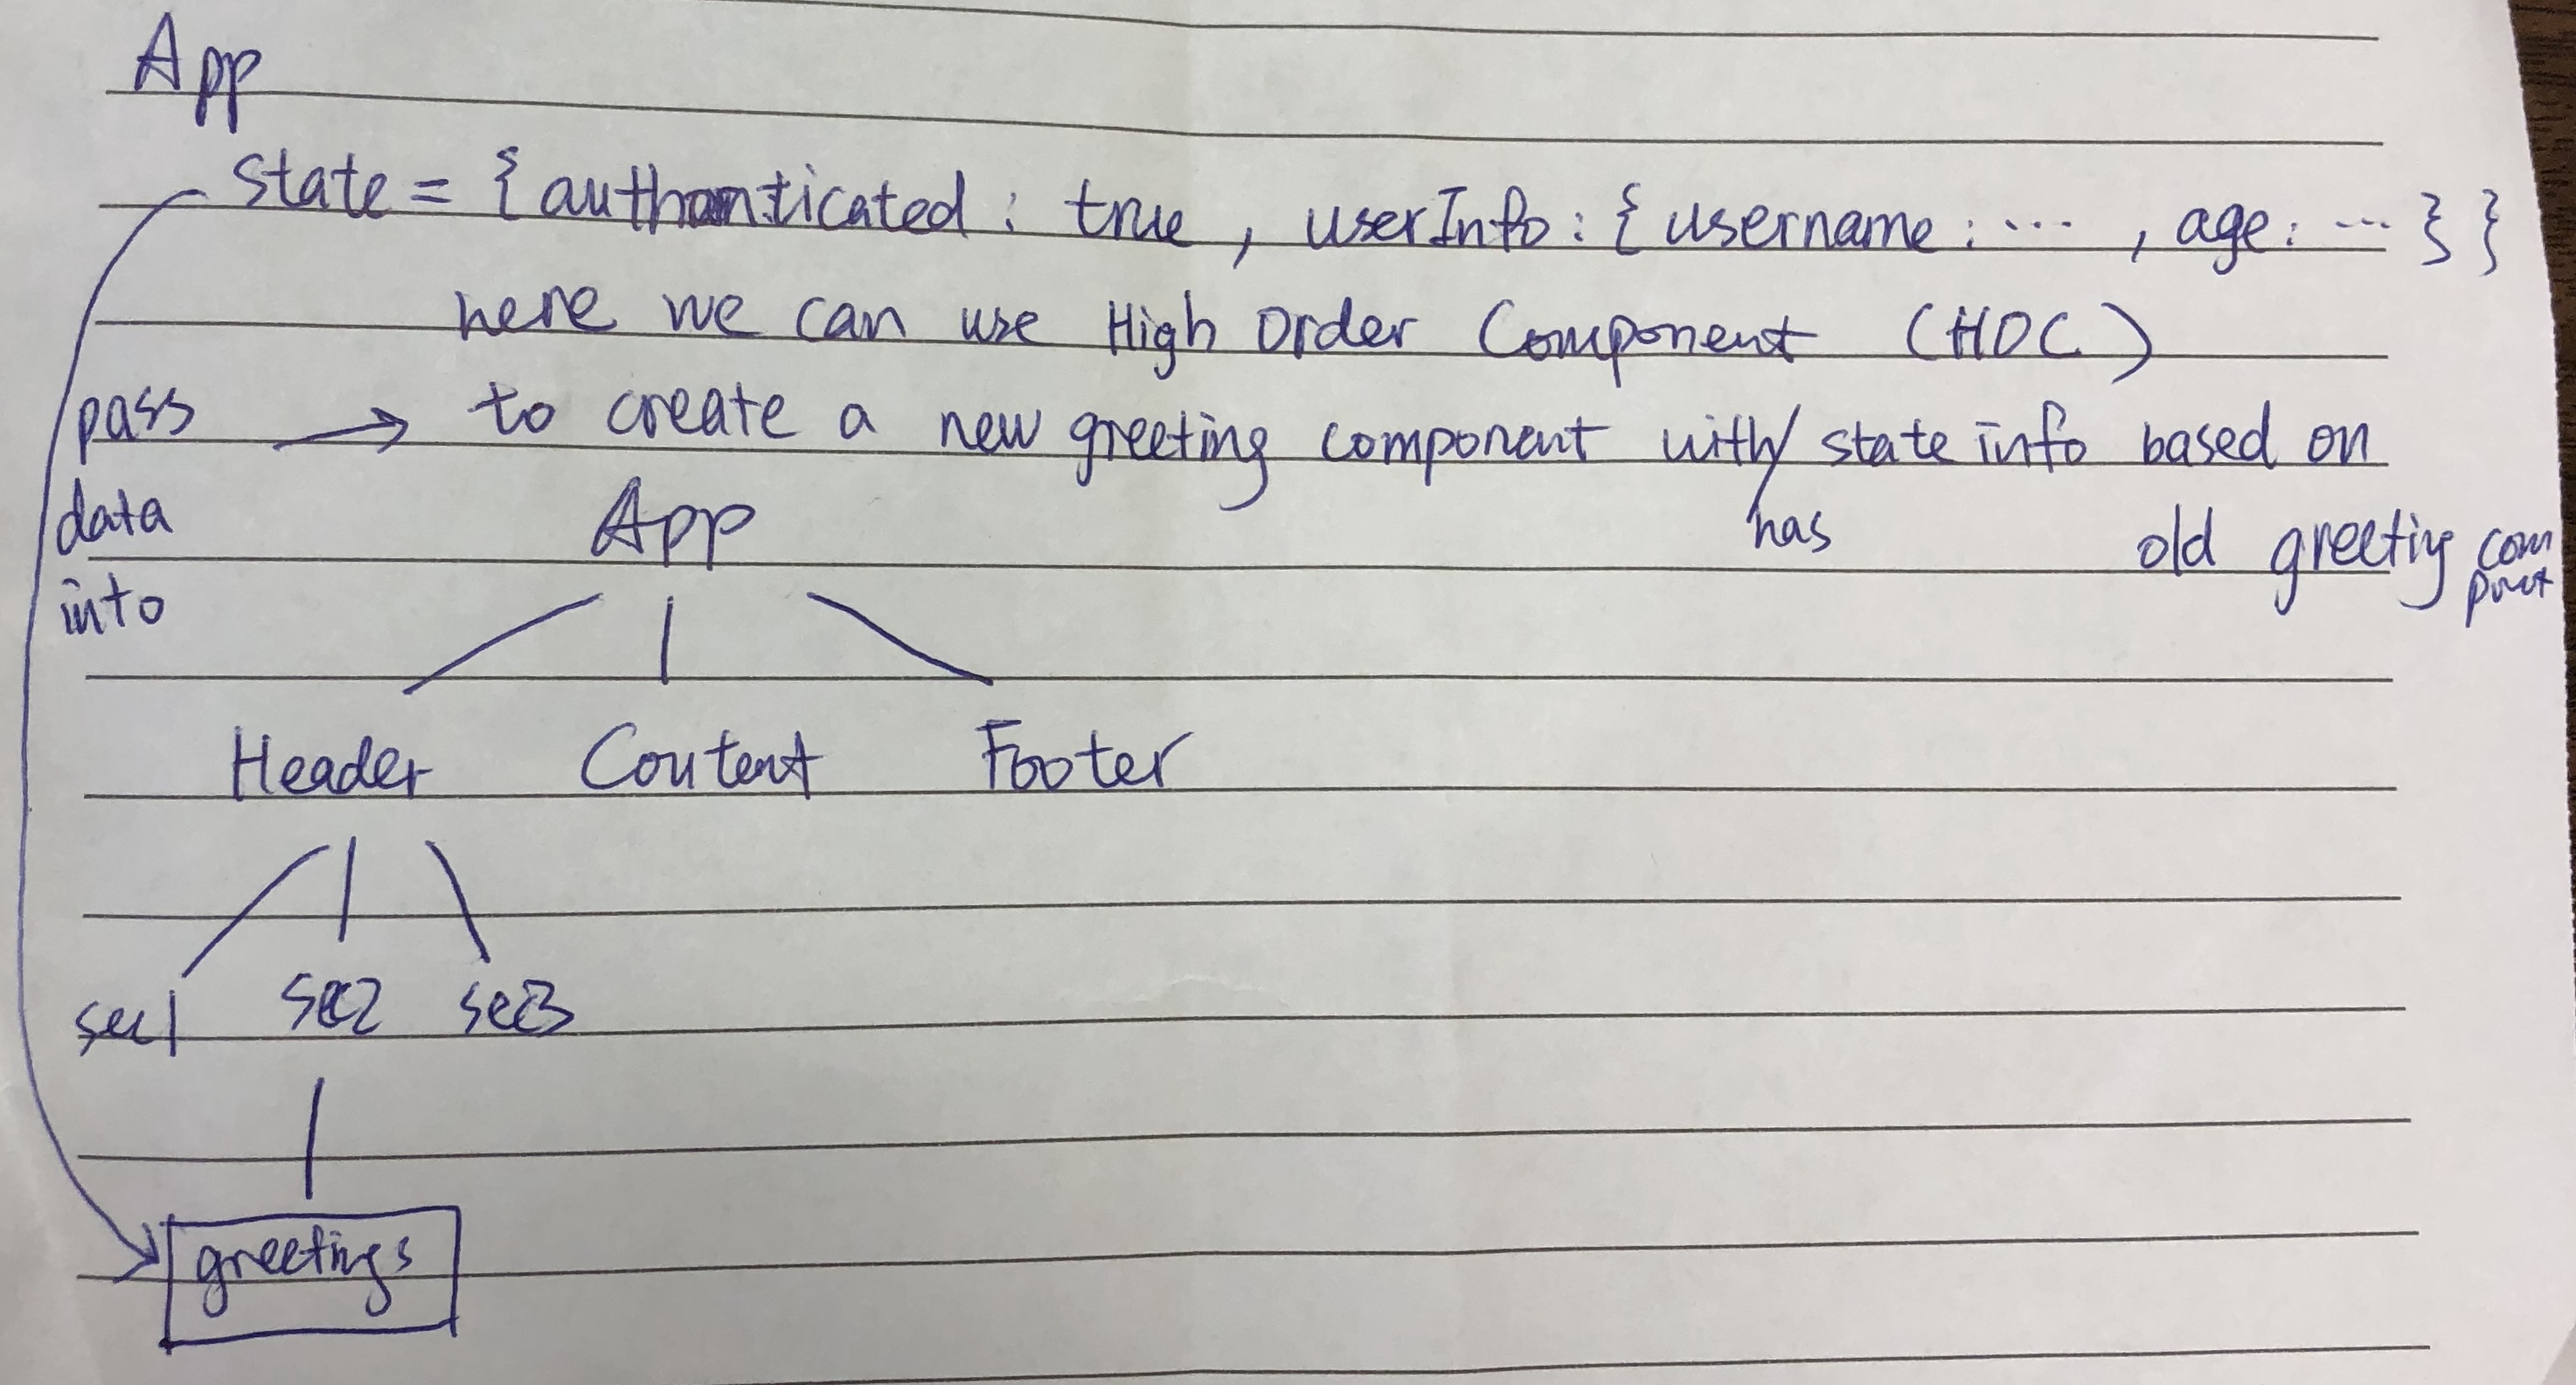 App
state = {authanticated : true , userInfo : { username : ... , age : ... } }
here we can use High Order Component (HOC)
pass → to create a new greeting component with/has state info based on
data
into
old greeting component
App
Header Content Footer
sec1 sec2 sec3
greetings